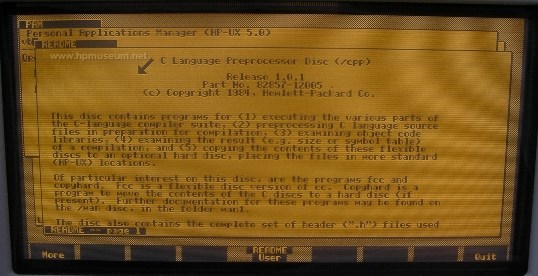 PAM
Personal Applications Manager (HP-UX 5.0)
README
www.hpmuseum.net
C Language Preprocessor Disc (/cpp)
Release 1.0.1
Part No. 82857-12005
(c) Copyright 1984, Hewlett-Packard Co.
This disc contains programs for (1) executing the various parts of
the C-language compiler suite, (2) preprocessing C language source
files in preparation for compilation, (3) examining object code
libraries, (4) examining the result (e.g. size or symbol table)
of a compilation, and 5) copying the contents of these flexible
discs to an optional hard disc, placing the files in more standard
(HP-UX) locations.
Of particular interest on this disc, are the programs fcc and
copyhard. Fcc is a flexible disc version of cc. Copyhard is a
program to move the contents of the C discs to a hard disc (if
present). Further documentation for these programs may be found on
the /man disc, in the folder man1.
The disc also contains the complete set of header (".h") files used
README -- page 1
More
README
User
Quit